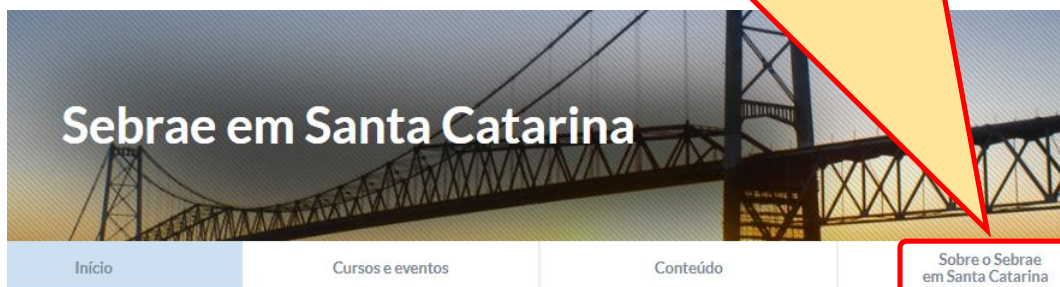 Sebrae em Santa Catarina
Início
Cursos e eventos
Conteúdo
Sobre o Sebrae
em Santa Catarina